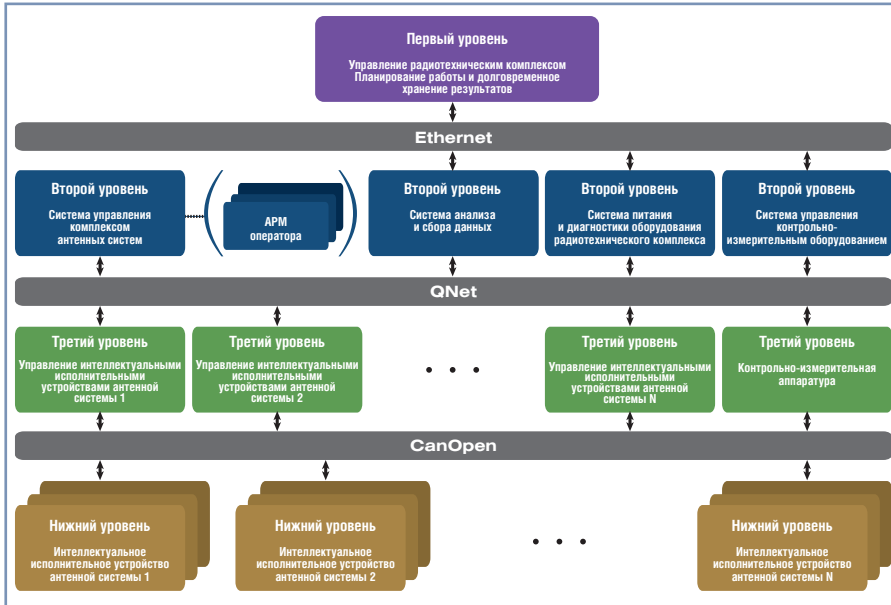 Первый уровень
Управление радиотехническим комплексом
Планирование работы и долговременное
хранение результатов
Ethernet
Второй уровень
Система управления
комплексом
антенных систем
АРМ
оператора
Второй уровень
Система анализа
и сбора данных
Второй уровень
Система питания
и диагностики оборудования
радиотехнического комплекса
Второй уровень
Система управления
контрольно-
измерительным оборудованием
QNet
Третий уровень
Управление интеллектуальными
исполнительными
устройствами антенной
системы 1
Третий уровень
Управление интеллектуальными
исполнительными
устройствами антенной
системы 2
• • •
Третий уровень
Управление интеллектуальными
исполнительными
устройствами антенной
системы N
Третий уровень
Контрольно-измерительная
аппаратура
CanOpen
Нижний уровень
Интеллектуальное
исполнительное устройство
антенной системы 1
Нижний уровень
Интеллектуальное
исполнительное устройство
антенной системы 2
• • •
Нижний уровень
Интеллектуальное
исполнительное устройство
антенной системы N